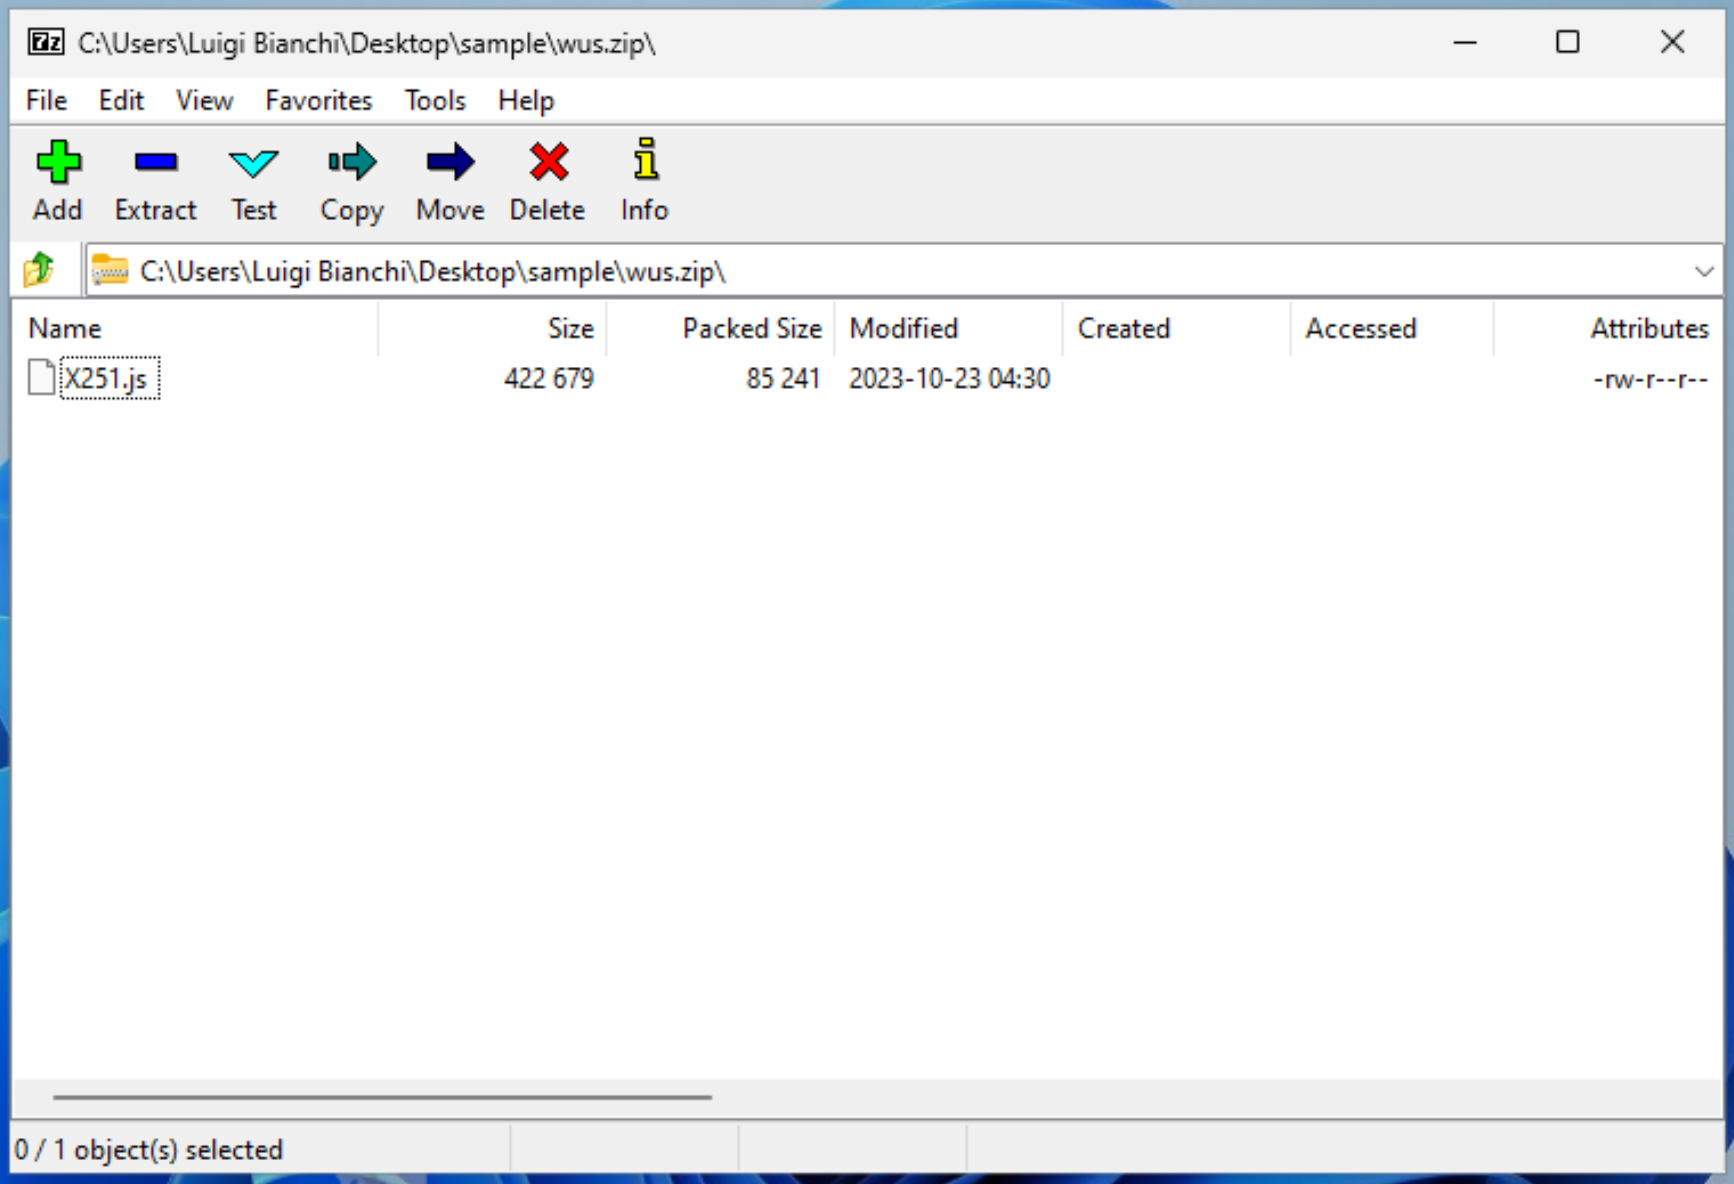 7z C:\Users\Luigi Bianchi\Desktop\sample\wus.zip\
File Edit View Favorites Tools Help
Add Extract Test Copy Move Delete Info
C:\Users\Luigi Bianchi\Desktop\sample\wus.zip\
Name Size Packed Size Modified Created Accessed Attributes
X251.js 422 679 85 241 2023-10-23 04:30 -rw-r--r--
0 / 1 object(s) selected